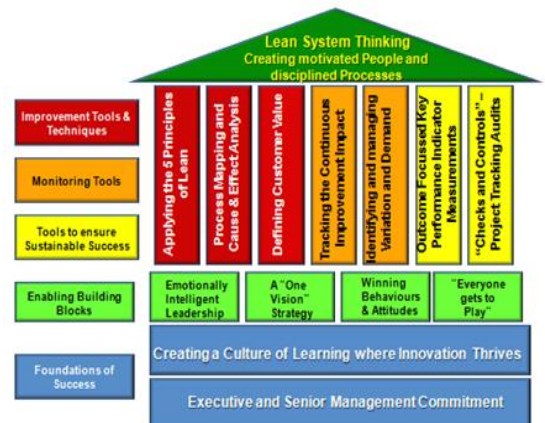 Lean System Thinking
Creating motivated People and
disciplined Processes
Improvement Tools &
Techniques
Monitoring Tools
Tools to ensure
Sustainable Success
Enabling Building
Blocks
Foundations of
Success
Applying the 5 Principles
of Lean
Process Mapping and
Cause & Effect Analysis
Defining Customer Value
Tracking the Continuous
Improvement Impact
Identifying and managing
Variation and Demand
Outcome Focussed Key
Performance Indicator
Measurements
"Checks and Controls" –
Project Tracking Audits
Emotionally
Intelligent
Leadership
A "One
Vision"
Strategy
Winning
Behaviours
& Attitudes
"Everyone
gets to
Play"
Creating a Culture of Learning where Innovation Thrives
Executive and Senior Management Commitment